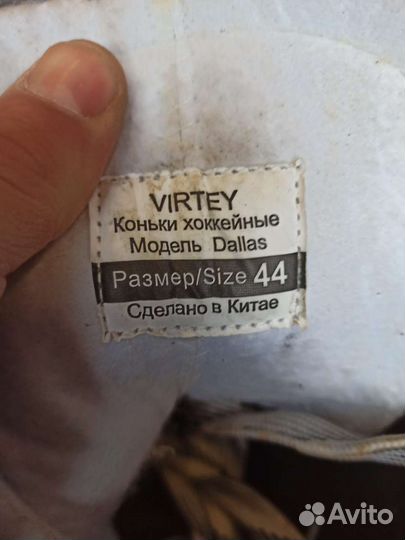 VIRTEY
Коньки хоккейные
Модель Dallas
Размер/Size 44
Сделано в Китае
Avito